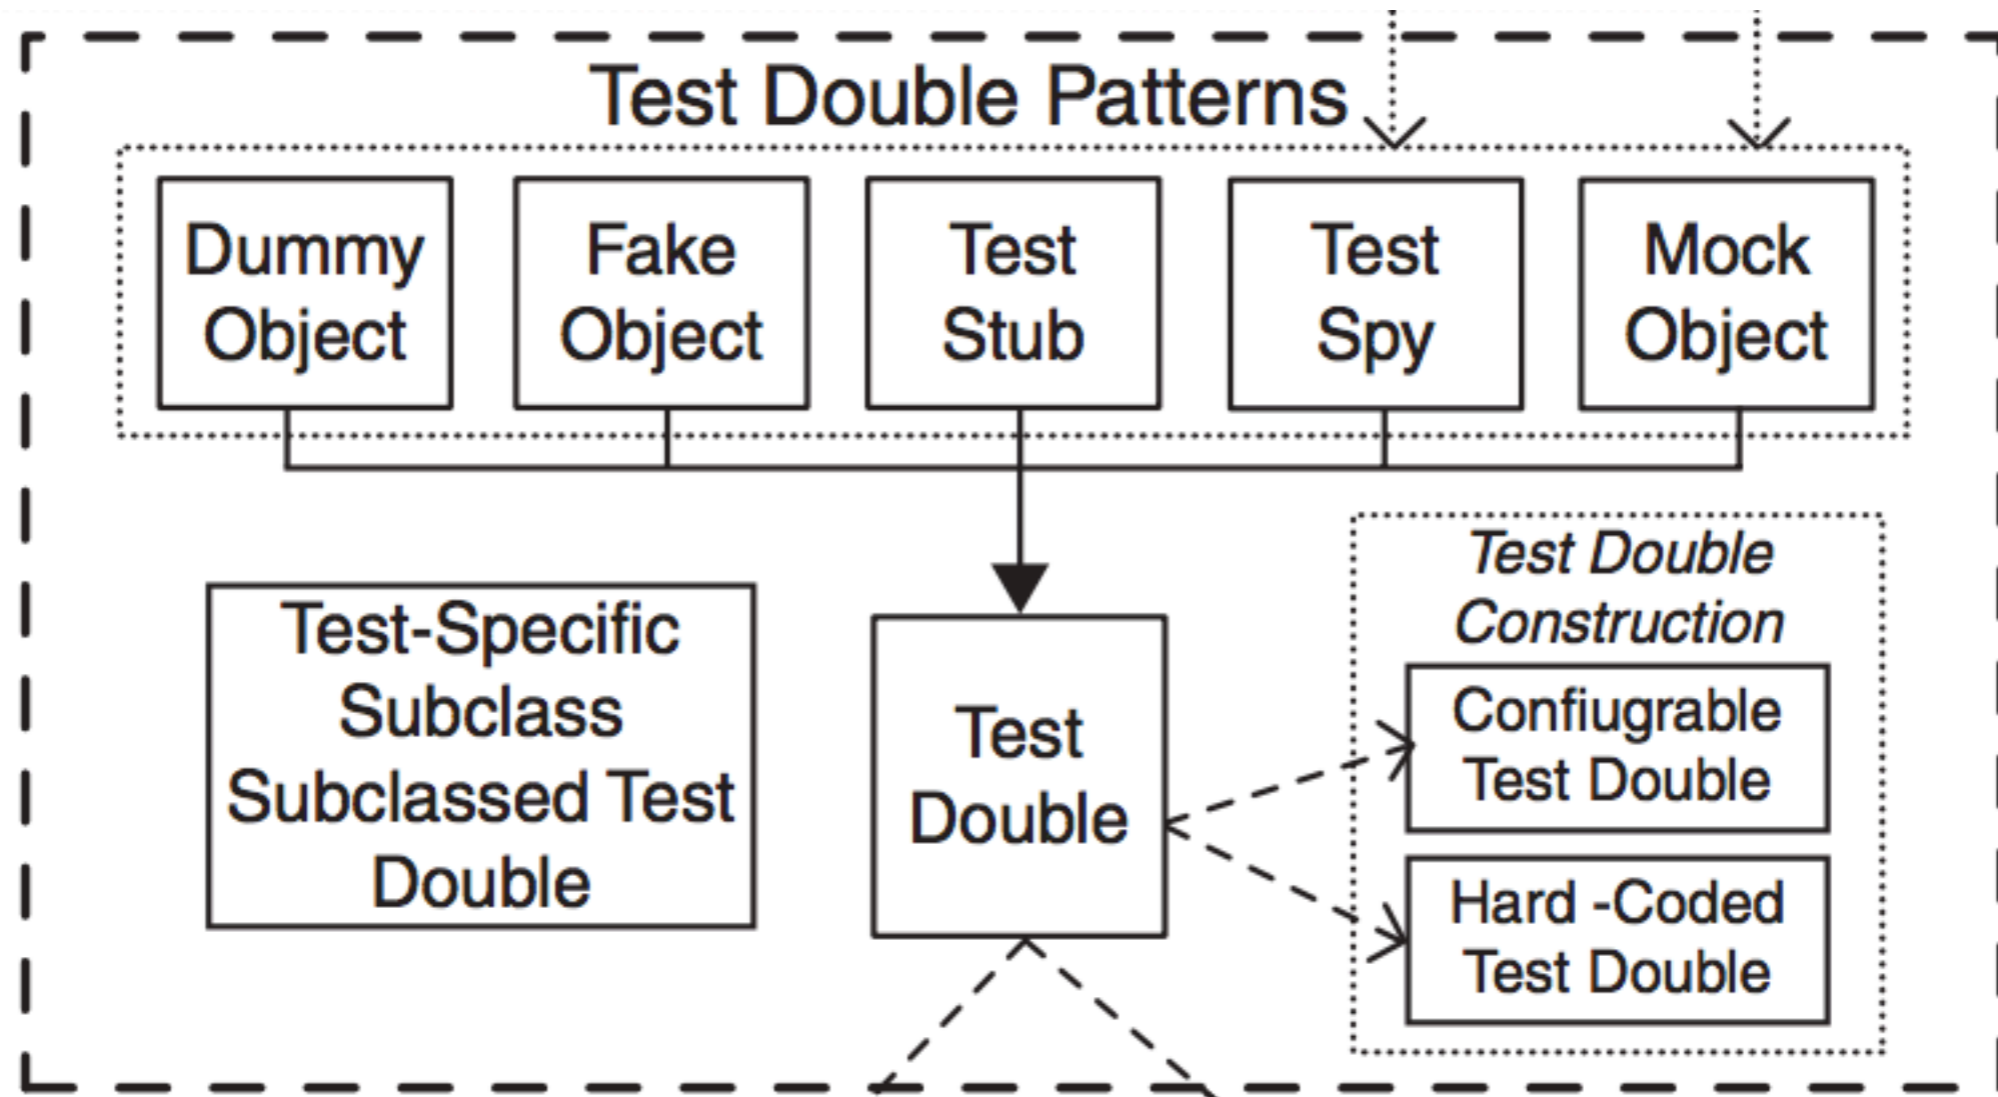 Test Double Patterns
Dummy
Object
Fake
Object
Test
Stub
Test
Spy
Mock
Object
Test-Specific
Subclass
Subclassed Test
Double
Test
Double
Test Double
Construction
Confiugrable
Test Double
Hard -Coded
Test Double